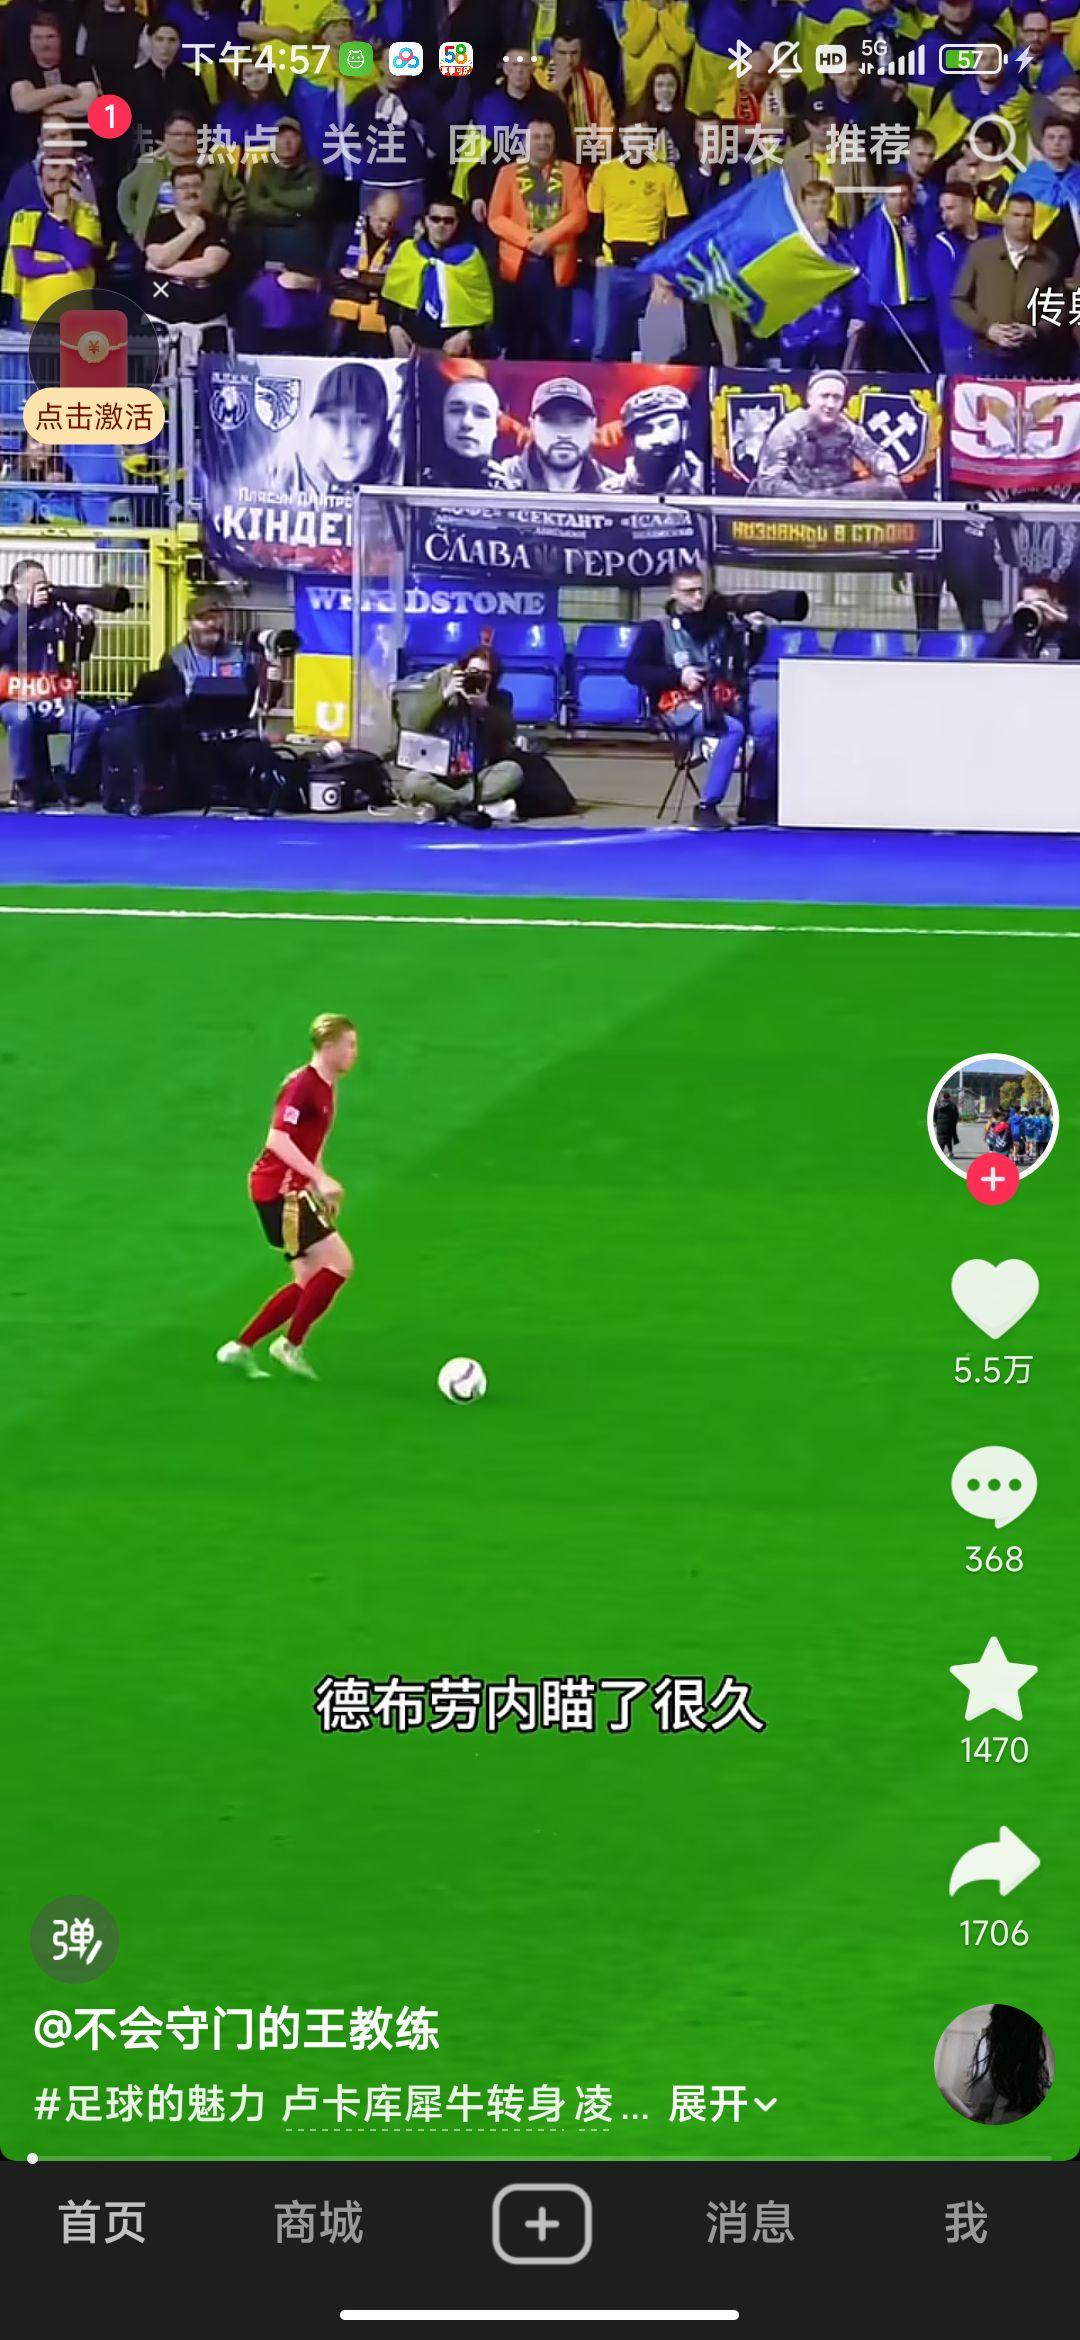 下午4:57
58
HD
5G
57
1
热点 关注 团购 南京 朋友 推荐
¥
点击激活
КІНДЕ
«СЕКТАНТ»
СЛАВА ГЕРОЯМ
95
PHOTO
093
U
德布劳内瞄了很久
5.5万
368
1470
1706
弹
@不会守门的王教练
#足球的魅力 卢卡库犀牛转身 凌... 展开
首页 商城 消息 我